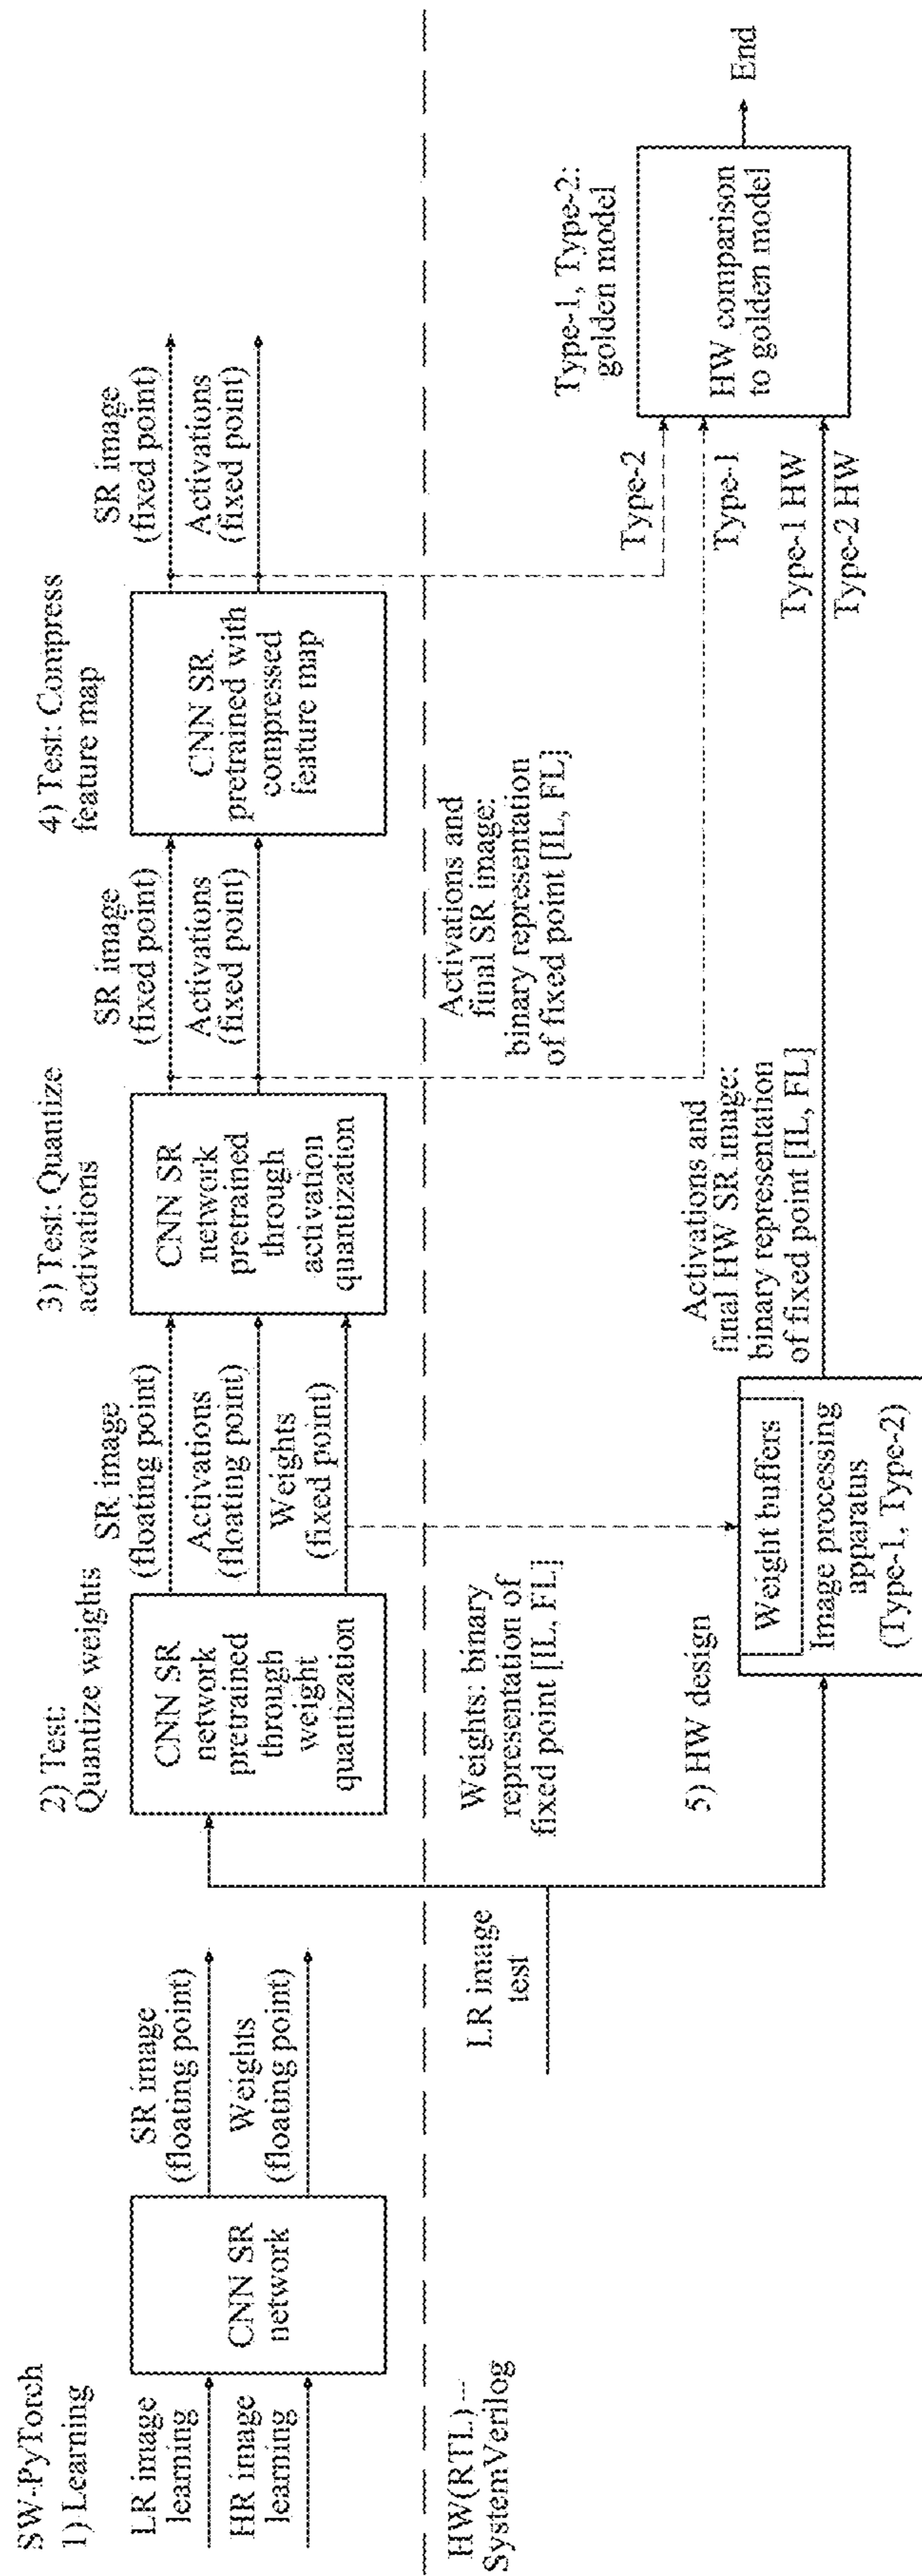 SW-PyTorch
1) Learning
LR image
learning
HR image
learning
CNN SR
network
SR image
(floating point)
Weights
(floating point)
2) Test:
Quantize weights
CNN SR
network
pretrained
through
weight
quantization
SR image
(floating point)
Activations
(floating point)
Weights
(fixed point)
3) Test: Quantize
activations
CNN SR
network
pretrained
through
activation
quantization
SR image
(fixed point)
Activations
(fixed point)
4) Test: Compress
feature map
CNN SR
pretrained with
compressed
feature map
SR image
(fixed point)
Activations
(fixed point)
HW(RTL) --
SystemVerilog
LR image
test
Weights: binary
representation of
fixed point [IL, FL]
5) HW design
Weight buffers
Image processing
apparatus
(Type-1, Type-2)
Activations and
final SR image:
binary representation
of fixed point [IL, FL]
Activations and
final HW SR image:
binary representation
of fixed point [IL, FL]
Type-2
Type-1
Type-1 HW
Type-2 HW
Type-1, Type-2:
golden model
HW comparison
to golden model
End